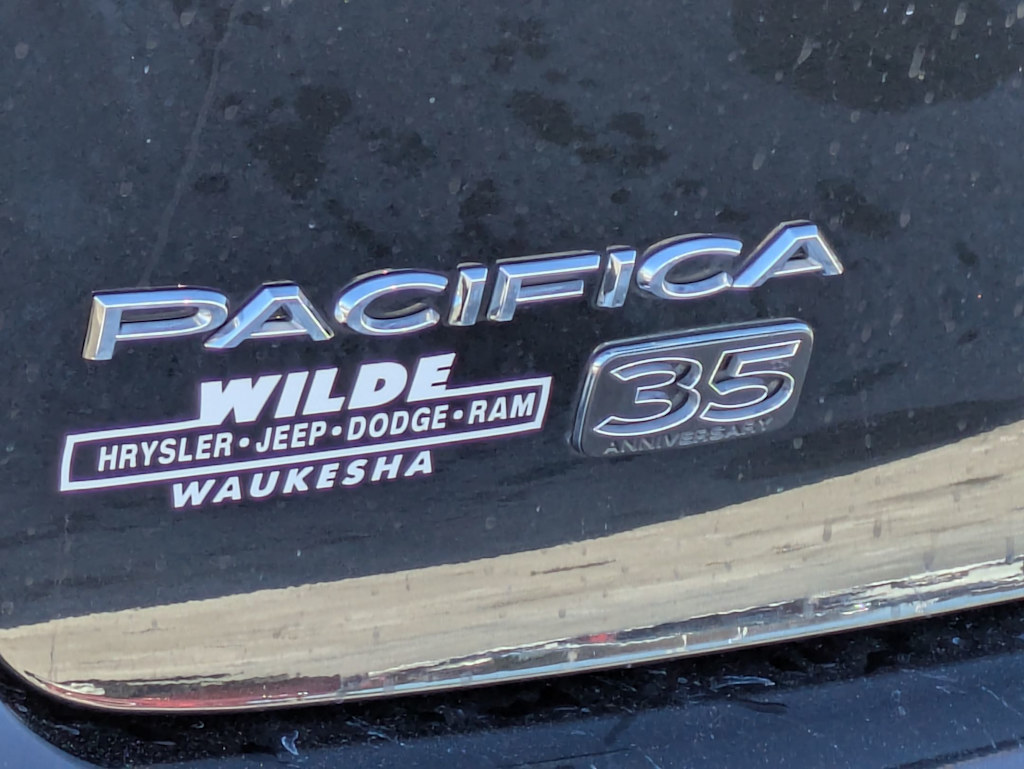 PACIFICA
WILDE
HRYSLER·JEEP·DODGE·RAM
WAUKESHA
35
ANNIVERSARY